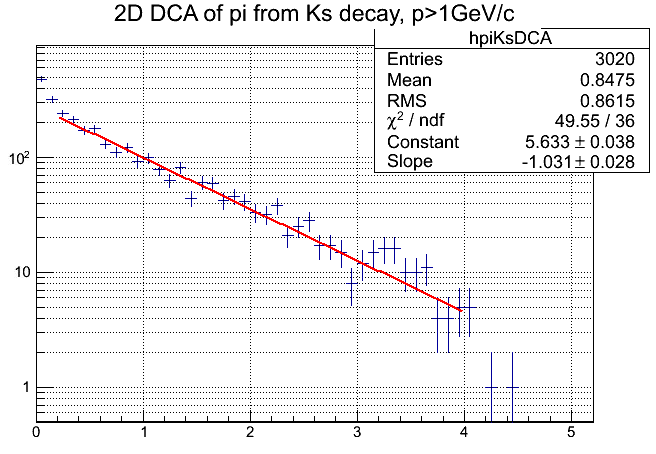 2D DCA of pi from Ks decay, p>1GeV/c
hpiKsDCA
Entries 3020
Mean 0.8475
RMS 0.8615
χ² / ndf 49.55 / 36
Constant 5.633 ± 0.038
Slope -1.031 ± 0.028
10²
10
1
0 1 2 3 4 5